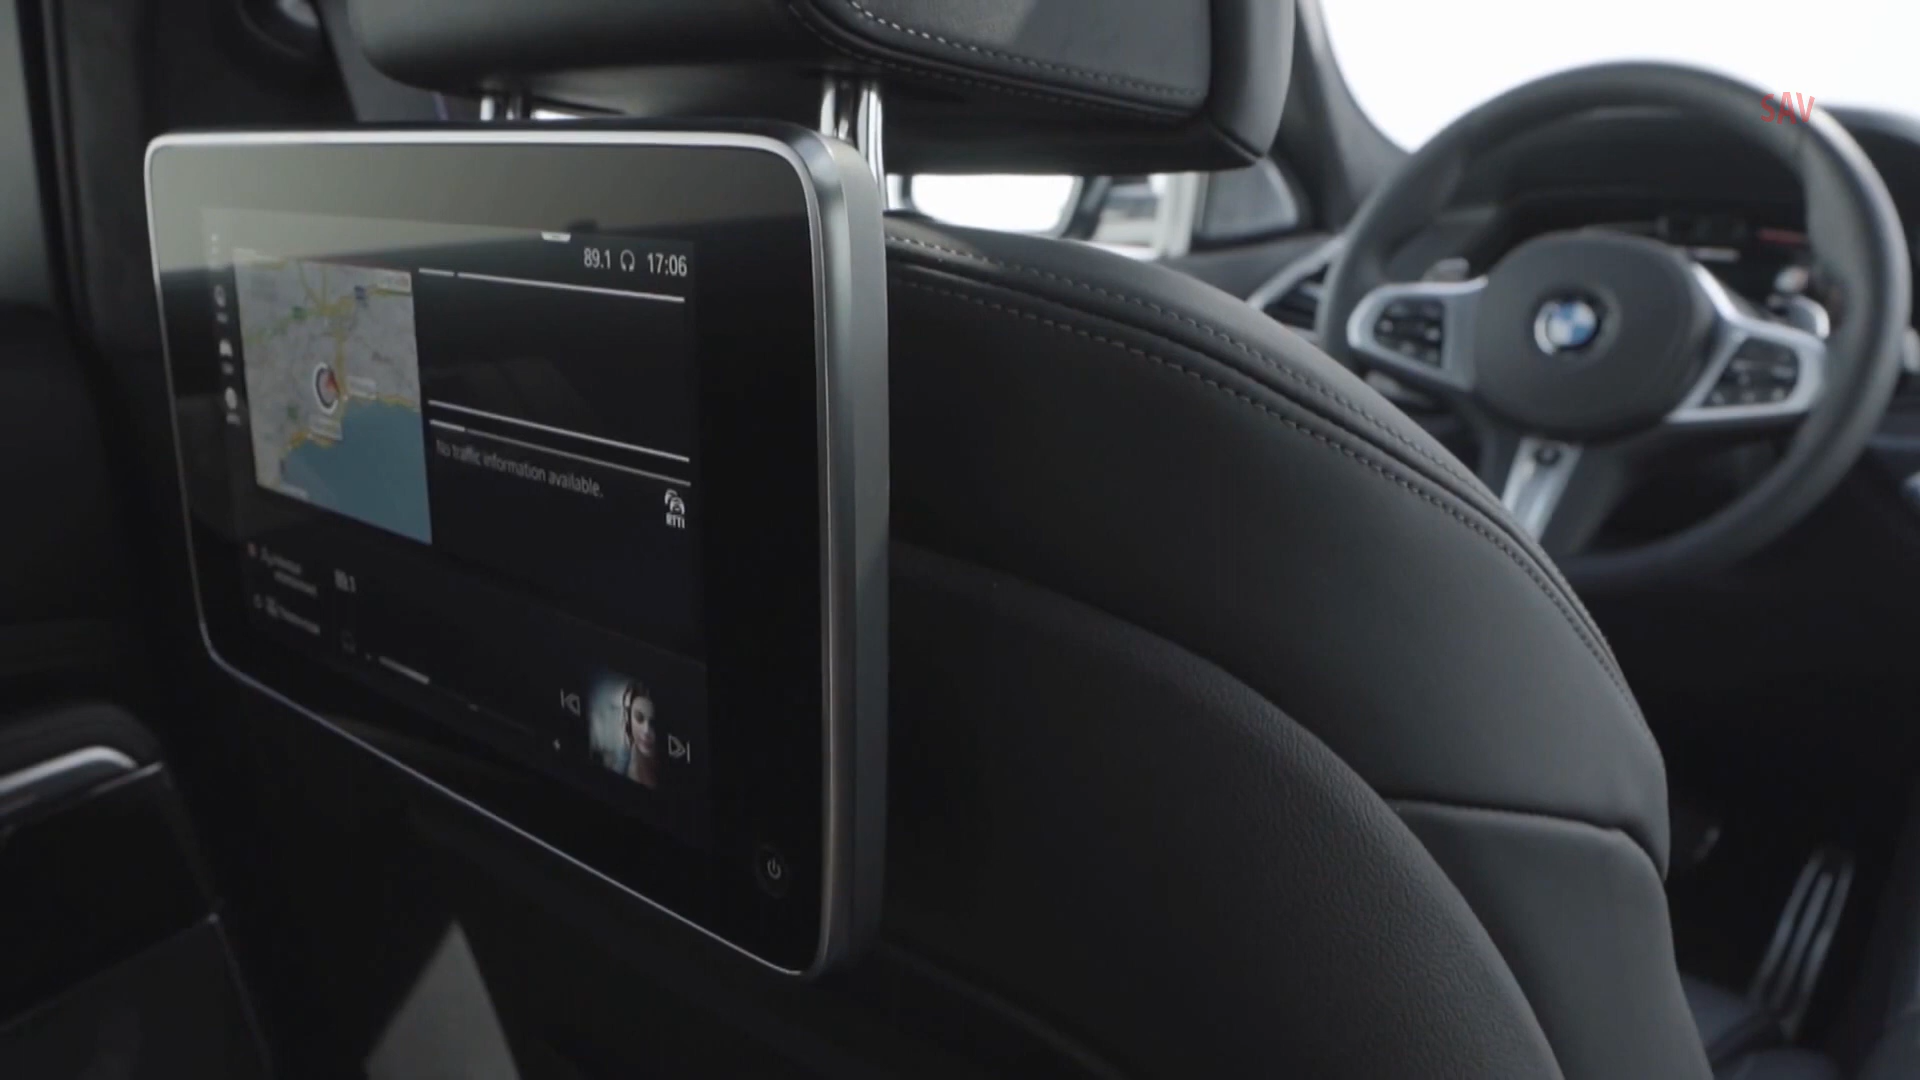 SAV
89.1 17:06
No traffic information available.
RTTI
89.1